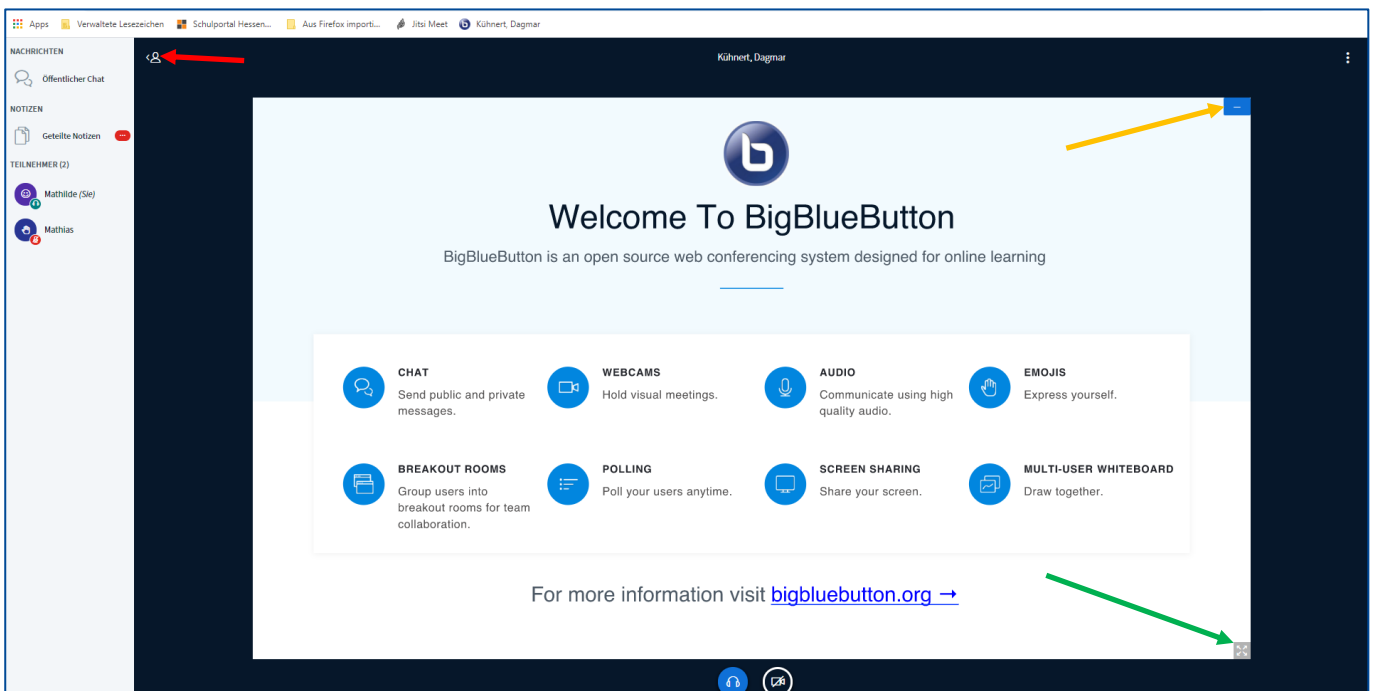 Apps Verwaltete Lesezeichen Schulportal Hessen... Aus Firefox importi... Jitsi Meet Kühnert, Dagmar
NACHRICHTEN
Öffentlicher Chat
NOTIZEN
Geteilte Notizen
TEILNEHMER (2)
Mathilde (Sie)
Mathias
Kühnert, Dagmar
Welcome To BigBlueButton
BigBlueButton is an open source web conferencing system designed for online learning
CHAT
Send public and private
messages.
WEBCAMS
Hold visual meetings.
AUDIO
Communicate using high
quality audio.
EMOJIS
Express yourself.
BREAKOUT ROOMS
Group users into
breakout rooms for team
collaboration.
POLLING
Poll your users anytime.
SCREEN SHARING
Share your screen.
MULTI-USER WHITEBOARD
Draw together.
For more information visit bigbluebutton.org →